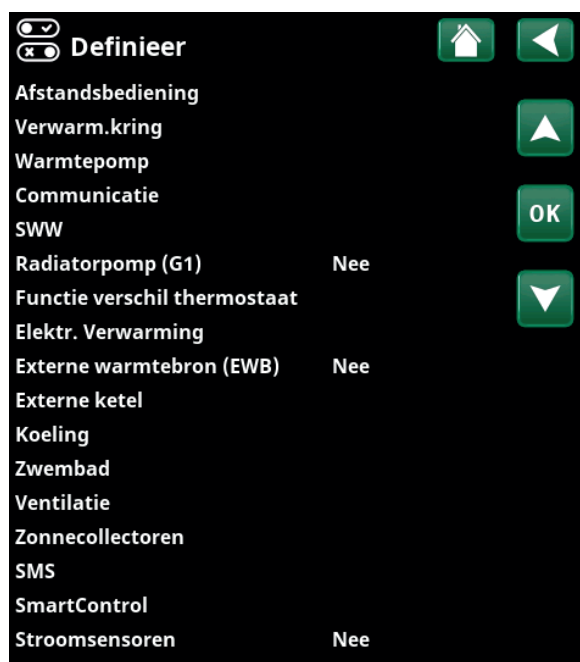 Definieer
Afstandsbediening
Verwarm.kring
Warmtepomp
Communicatie
SWW
OK
Radiatorpomp (G1) Nee
Functie verschil thermostaat
Elektr. Verwarming
Externe warmtebron (EWB) Nee
Externe ketel
Koeling
Zwembad
Ventilatie
Zonnecollectoren
SMS
SmartControl
Stroomsensoren Nee